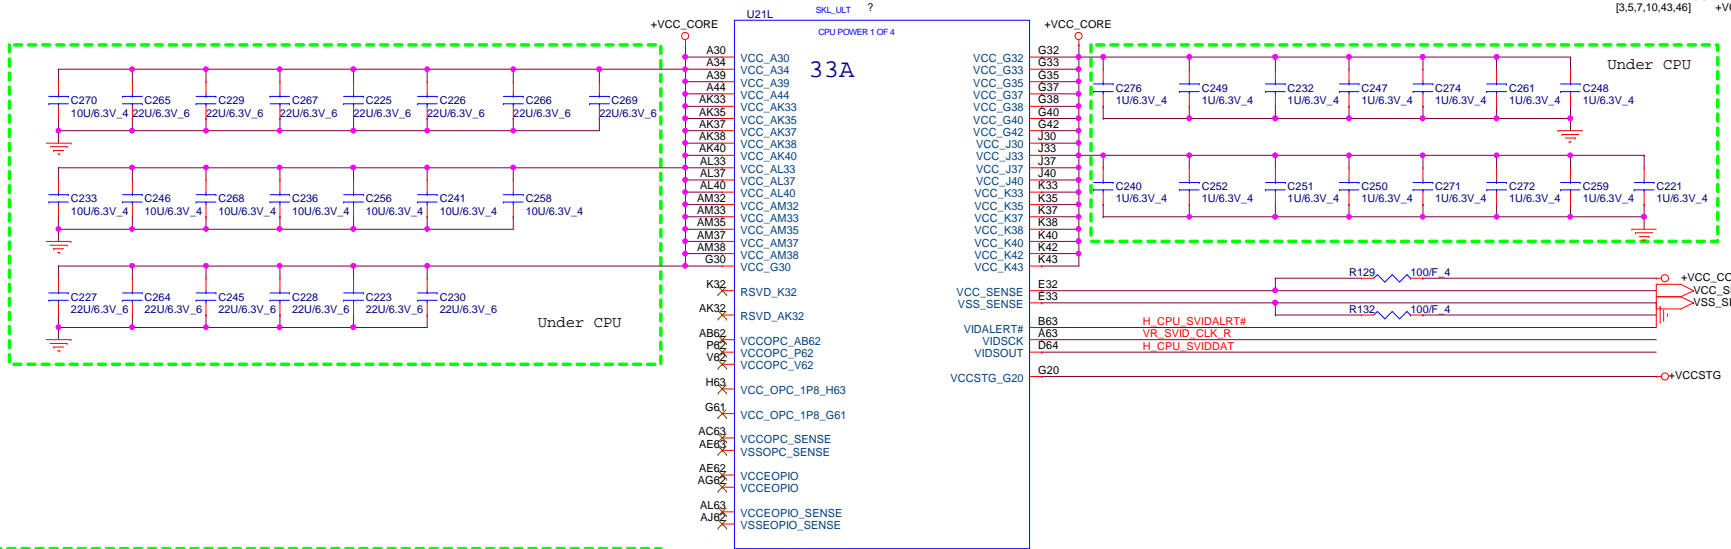 SKL_ULT ?
[3,5,7,10,43,46]
U21L
+VCC_CORE
+VCC_CORE
CPU POWER 1 OF 4
33A
A30 VCC_A30
A34 VCC_A34
A39 VCC_A39
A44 VCC_A44
AK33 VCC_AK33
AK35 VCC_AK35
AK37 VCC_AK37
AK38 VCC_AK38
AK40 VCC_AK40
AL33 VCC_AL33
AL37 VCC_AL37
AL40 VCC_AL40
AM32 VCC_AM32
AM33 VCC_AM33
AM35 VCC_AM35
AM37 VCC_AM37
AM38 VCC_AM38
G30 VCC_G30
K32 RSVD_K32
AK32 RSVD_AK32
AB62 VCCOPC_AB62
P62 VCCOPC_P62
V62 VCCOPC_V62
H63 VCC_OPC_1P8_H63
G61 VCC_OPC_1P8_G61
AC63 VCCOPC_SENSE
AE63 VSSOPC_SENSE
AE62 VCCEOPIO
AG62 VCCEOPIO
AL63 VCCEOPIO_SENSE
AJ62 VSSEOPIO_SENSE
VCC_G32 G32
VCC_G33 G33
VCC_G35 G35
VCC_G37 G37
VCC_G38 G38
VCC_G40 G40
VCC_G42 G42
VCC_J30 J30
VCC_J33 J33
VCC_J37 J37
VCC_J40 J40
VCC_K33 K33
VCC_K35 K35
VCC_K37 K37
VCC_K38 K38
VCC_K40 K40
VCC_K42 K42
VCC_K43 K43
VCC_SENSE E32
VSS_SENSE E33
VIDALERT# B63 H_CPU_SVIDALRT#
VIDSCK A63 VR_SVID_CLK_R
VIDSOUT D64 H_CPU_SVIDDAT
VCCSTG_G20 G20 +VCCSTG
C270 C265 C229 C267 C225 C226 C266 C269
10U/6.3V_4 22U/6.3V_6 22U/6.3V_6 22U/6.3V_6 22U/6.3V_6 22U/6.3V_6 22U/6.3V_6 22U/6.3V_6
C233 C246 C268 C236 C256 C241 C258
10U/6.3V_4 10U/6.3V_4 10U/6.3V_4 10U/6.3V_4 10U/6.3V_4 10U/6.3V_4 10U/6.3V_4
C227 C264 C245 C228 C223 C230
22U/6.3V_6 22U/6.3V_6 22U/6.3V_6 22U/6.3V_6 22U/6.3V_6 22U/6.3V_6
Under CPU
Under CPU
C276 C249 C232 C247 C274 C261 C248
1U/6.3V_4 1U/6.3V_4 1U/6.3V_4 1U/6.3V_4 1U/6.3V_4 1U/6.3V_4 1U/6.3V_4
C240 C252 C251 C250 C271 C272 C259 C221
1U/6.3V_4 1U/6.3V_4 1U/6.3V_4 1U/6.3V_4 1U/6.3V_4 1U/6.3V_4 1U/6.3V_4 1U/6.3V_4
R129 100/F_4
R132 100/F_4